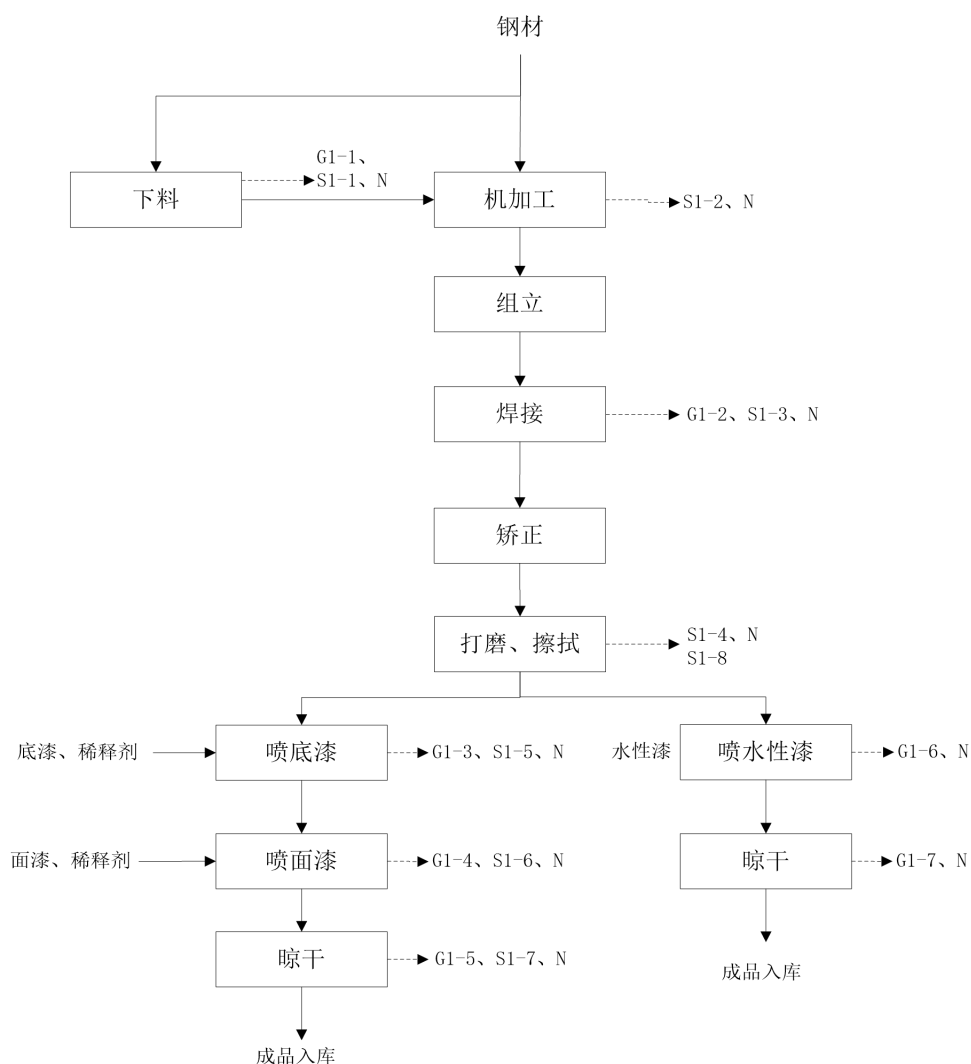 钢材
G1-1、
S1-1、N
下料
机加工
S1-2、N
组立
焊接
G1-2、S1-3、N
矫正
打磨、擦拭
S1-4、N
S1-8
底漆、稀释剂
喷底漆
G1-3、S1-5、N
水性漆
喷水性漆
G1-6、N
面漆、稀释剂
喷面漆
G1-4、S1-6、N
晾干
G1-7、N
晾干
G1-5、S1-7、N
成品入库
成品入库